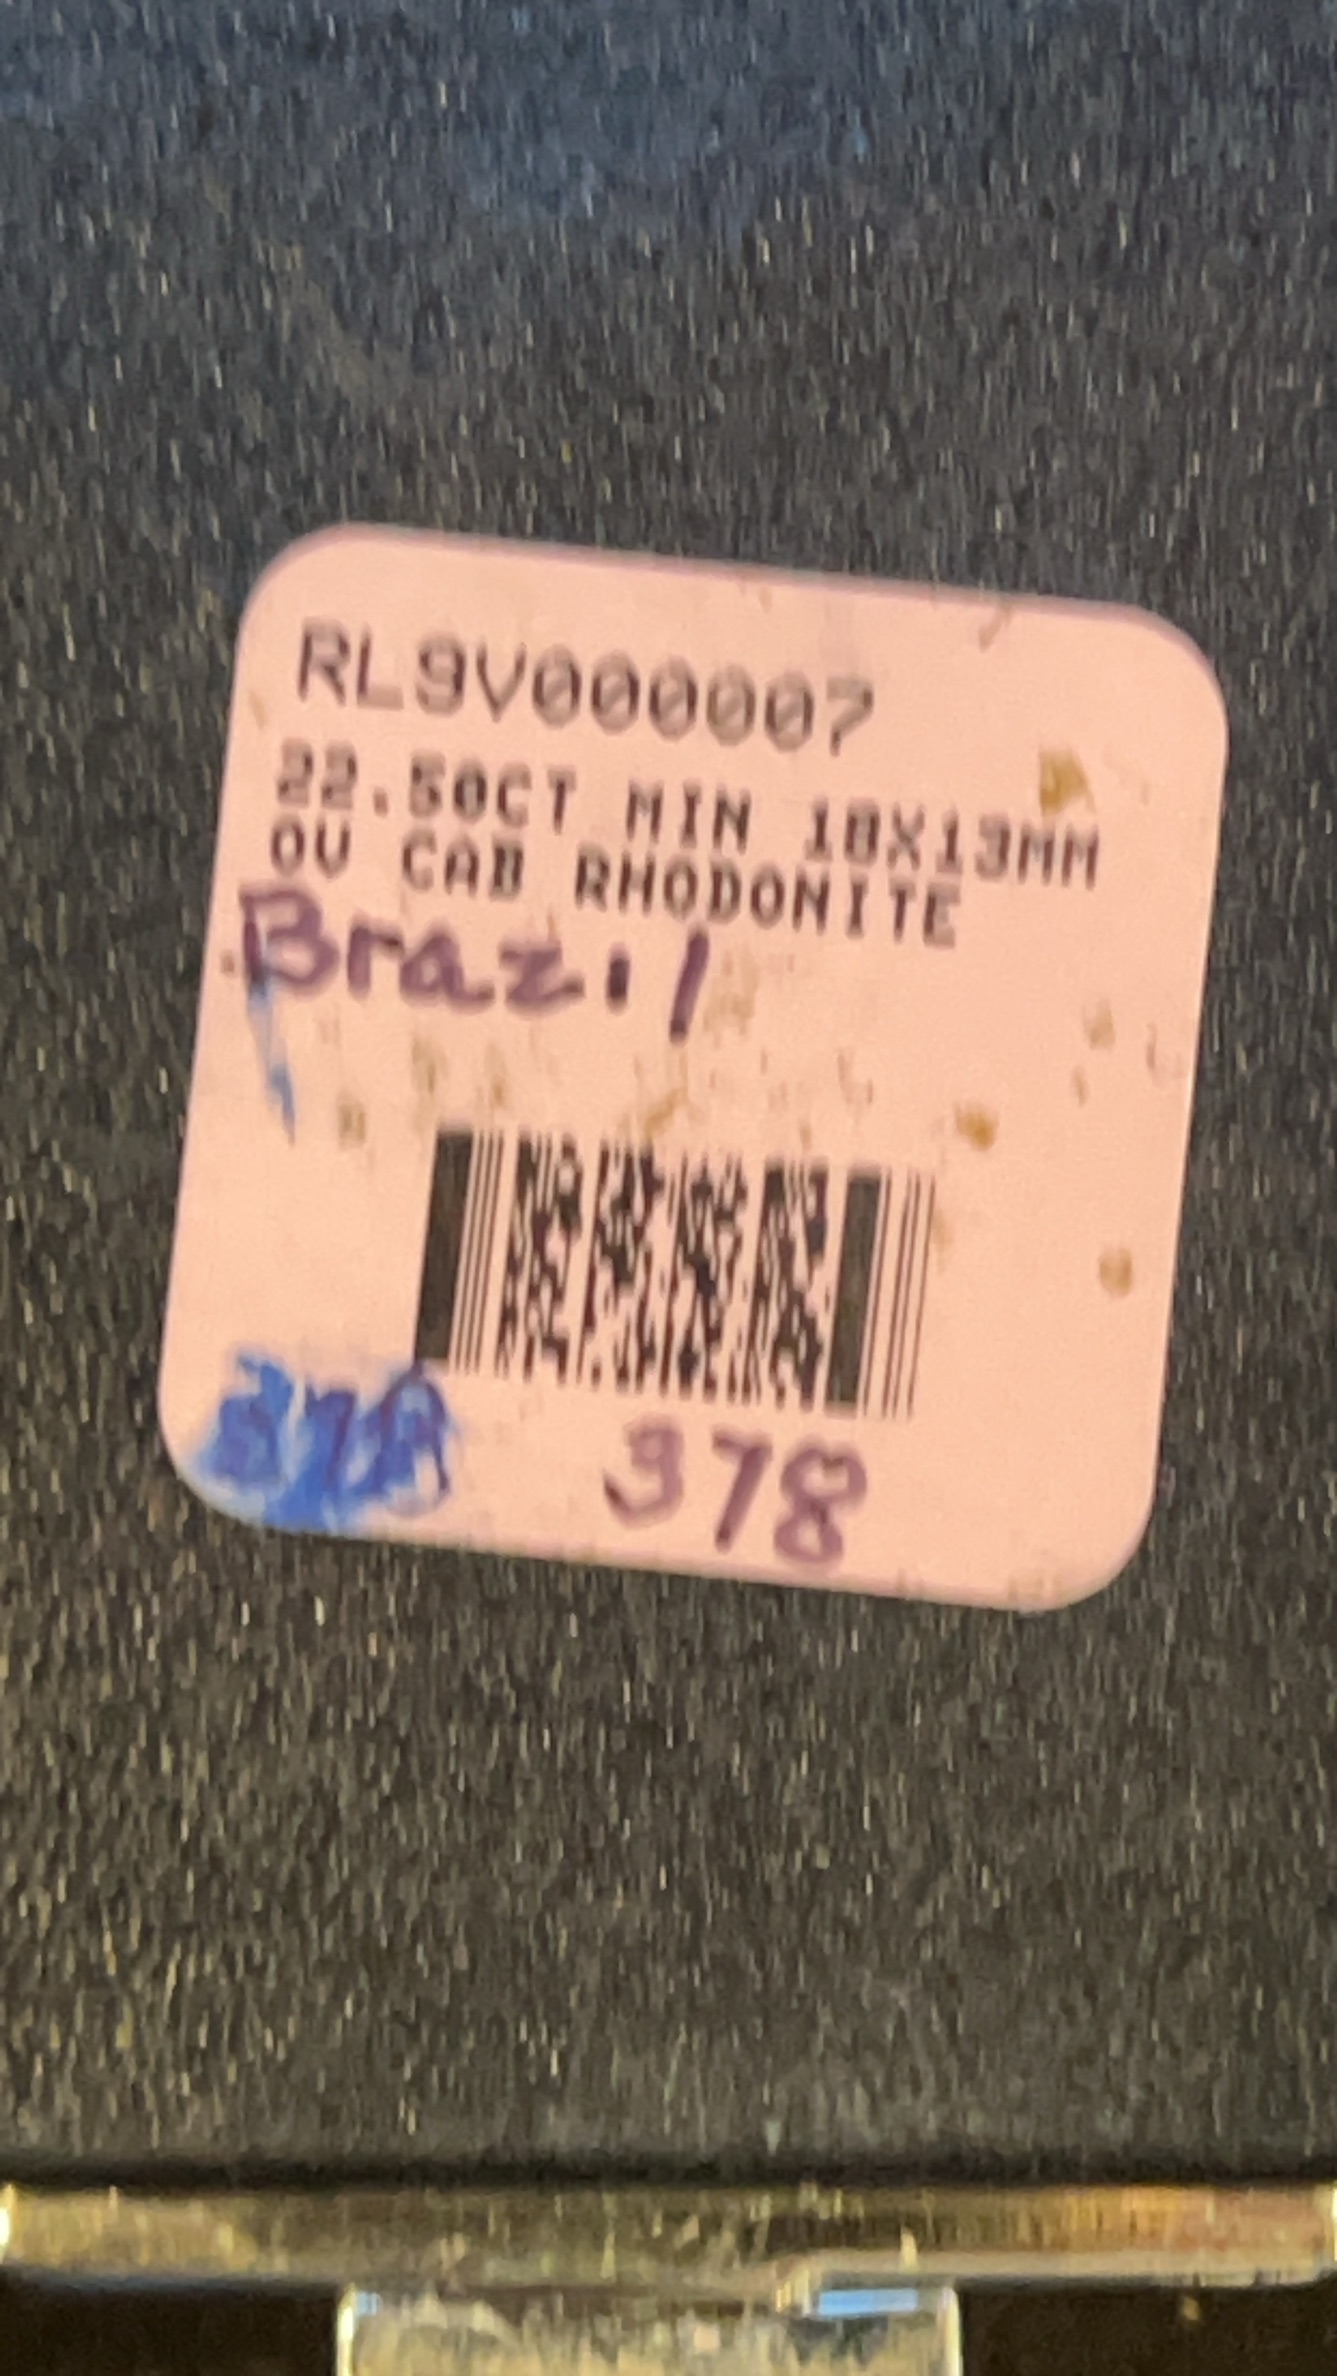 RL9V000007
22.50CT MIN 18X13MM
OV CAB RHODONITE
Brazil
378